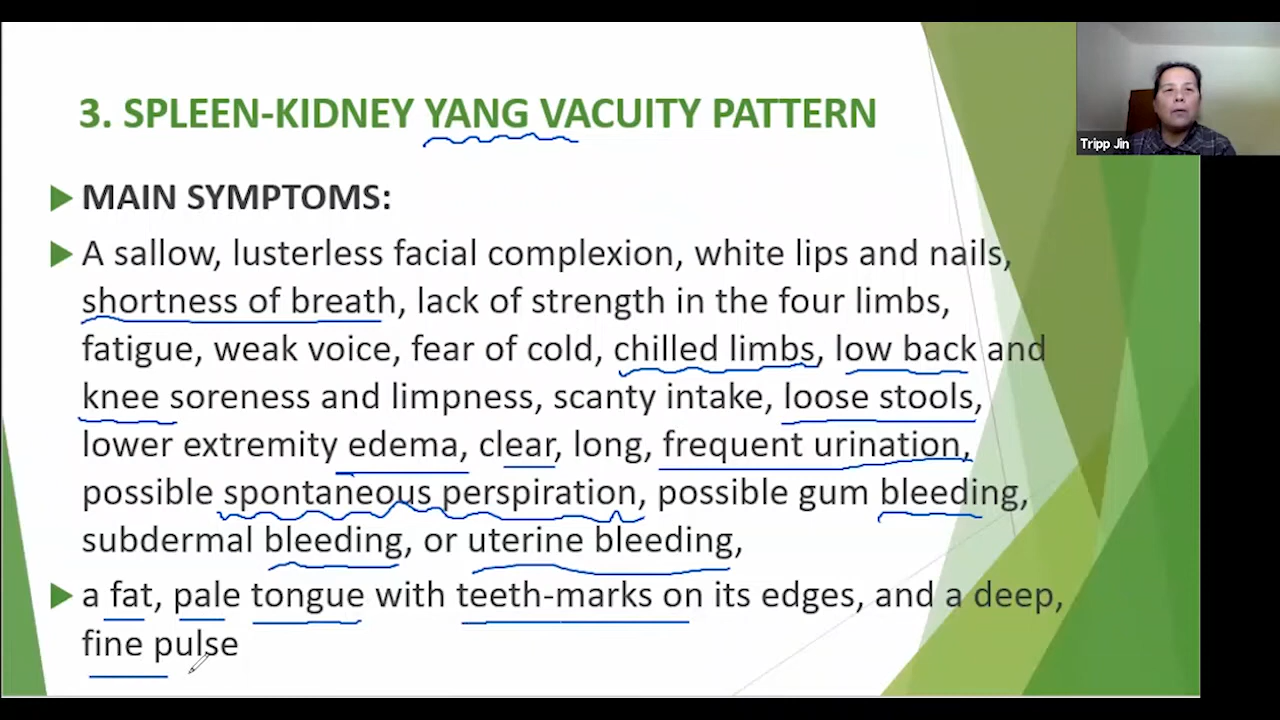 3. SPLEEN-KIDNEY YANG VACUITY PATTERN
MAIN SYMPTOMS:
A sallow, lusterless facial complexion, white lips and nails,
shortness of breath, lack of strength in the four limbs,
fatigue, weak voice, fear of cold, chilled limbs, low back and
knee soreness and limpness, scanty intake, loose stools,
lower extremity edema, clear, long, frequent urination,
possible spontaneous perspiration, possible gum bleeding,
subdermal bleeding, or uterine bleeding,
a fat, pale tongue with teeth-marks on its edges, and a deep,
fine pulse
Tripp Jin